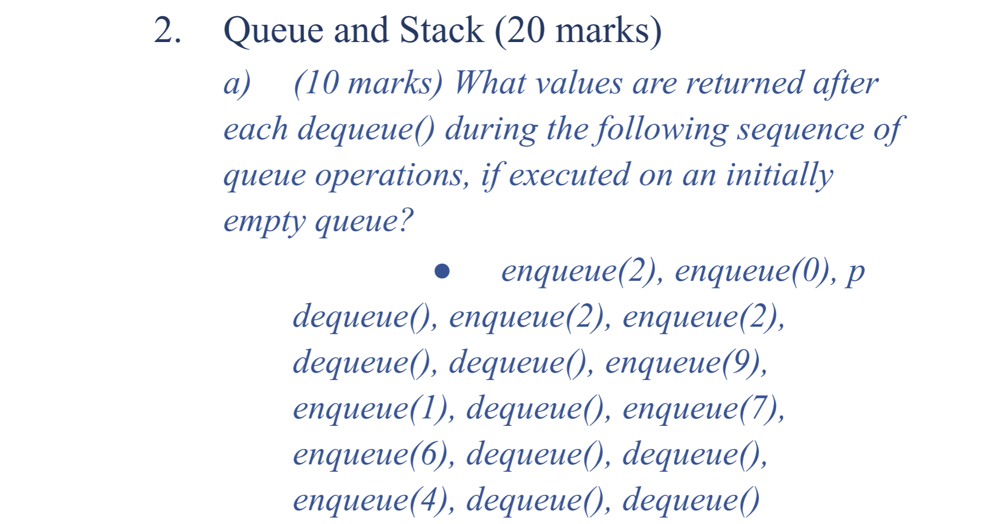 2. Queue and Stack (20 marks)
a) (10 marks) What values are returned after
each dequeue() during the following sequence of
queue operations, if executed on an initially
empty queue?
● enqueue(2), enqueue(0), p
dequeue(), enqueue(2), enqueue(2),
dequeue(), dequeue(), enqueue(9),
enqueue(1), dequeue(), enqueue(7),
enqueue(6), dequeue(), dequeue(),
enqueue(4), dequeue(), dequeue()